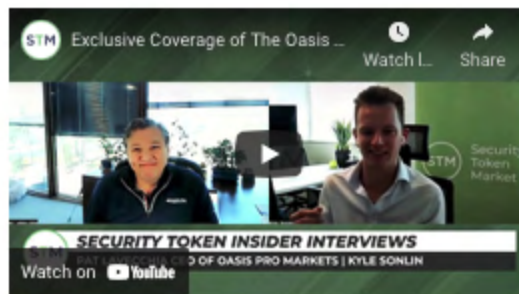 STM
Exclusive Coverage of The Oasis ...
Watch l...
Share
STM
Security
Token
Market
STM
SECURITY TOKEN INSIDER INTERVIEWS
PAT LAVECCHIA CEO OF OASIS PRO MARKETS | KYLE SONLIN
Watch on YouTube